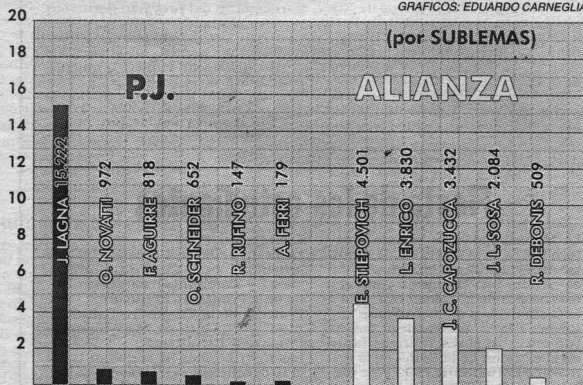 GRAFICOS: EDUARDO CARNEGLIA
(por SUBLEMAS)
P.J.
ALIANZA
20
18
16
14
12
10
8
6
4
2
J. LAGNA 15.222
O. NOVATTI 972
F. AGUIRRE 818
O. SCHNEIDER 652
R. RUFINO 147
A. FERRI 179
E. STIEPOVICH 4.501
L. ENRICO 3.830
J. C. CAPOZUCCA 3.432
J. L. SOSA 2.084
R. DEBONIS 509